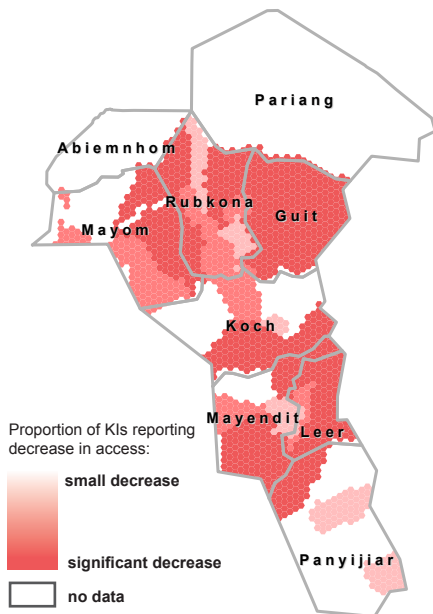 Pariang
Abiemnhom
Rubkona
Guit
Mayom
Koch
Mayendit
Leer
Panyijiar
Proportion of KIs reporting
decrease in access:
small decrease
significant decrease
no data